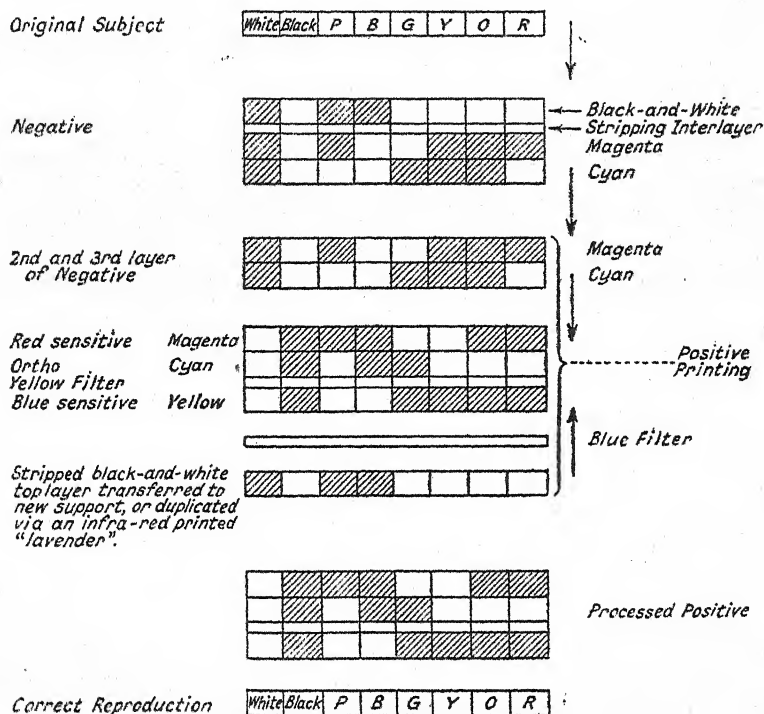 Original Subject White Black P B G Y O R
Negative
Black-and-White
Stripping Interlayer
Magenta
Cyan
2nd and 3rd layer
of Negative
Magenta
Cyan
Red sensitive Magenta
Ortho Cyan
Yellow Filter
Blue sensitive Yellow
Positive
Printing
Blue Filter
Stripped black-and-white
top layer transferred to
new support, or duplicated
via an infra-red printed
"lavender".
Processed Positive
Correct Reproduction White Black P B G Y O R